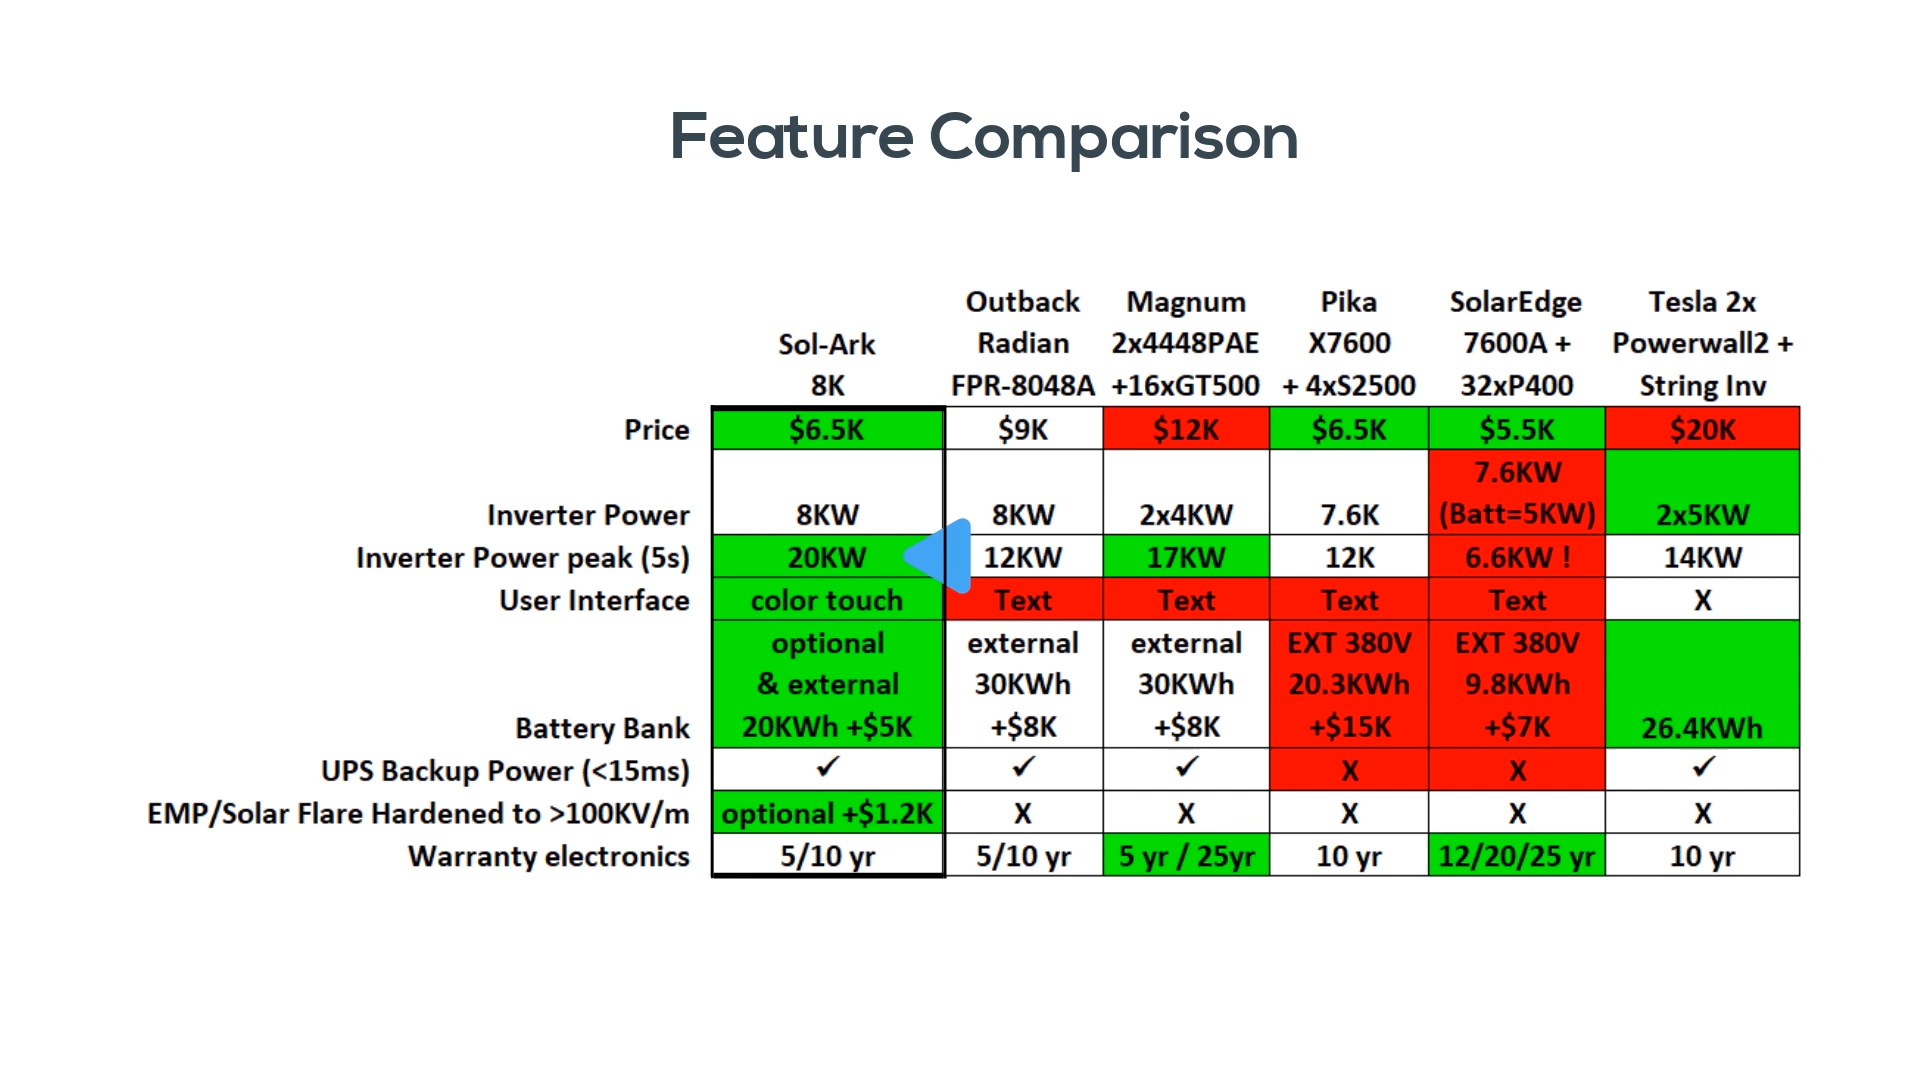 Feature Comparison
Sol-Ark
8K
Outback
Radian
FPR-8048A
Magnum
2x4448PAE
+16xGT500
Pika
X7600
+ 4xS2500
SolarEdge
7600A +
32xP400
Tesla 2x
Powerwall2 +
String Inv
Price $6.5K $9K $12K $6.5K $5.5K $20K
Inverter Power 8KW 8KW 2x4KW 7.6K 7.6KW
(Batt=5KW) 2x5KW
Inverter Power peak (5s) 20KW 12KW 17KW 12K 6.6KW ! 14KW
User Interface color touch Text Text Text Text X
Battery Bank
optional
& external
20KWh +$5K
external
30KWh
+$8K
external
30KWh
+$8K
EXT 380V
20.3KWh
+$15K
EXT 380V
9.8KWh
+$7K
26.4KWh
UPS Backup Power (<15ms) ✓ ✓ ✓ X X ✓
EMP/Solar Flare Hardened to >100KV/m optional +$1.2K X X X X X
Warranty electronics 5/10 yr 5/10 yr 5 yr / 25yr 10 yr 12/20/25 yr 10 yr